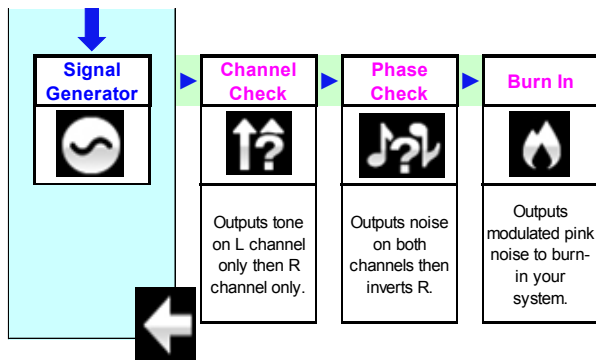 Signal
Generator
Channel
Check
Phase
Check
Burn In
Outputs tone
on L channel
only then R
channel only.
Outputs noise
on both
channels then
inverts R.
Outputs
modulated pink
noise to burn-
in your
system.